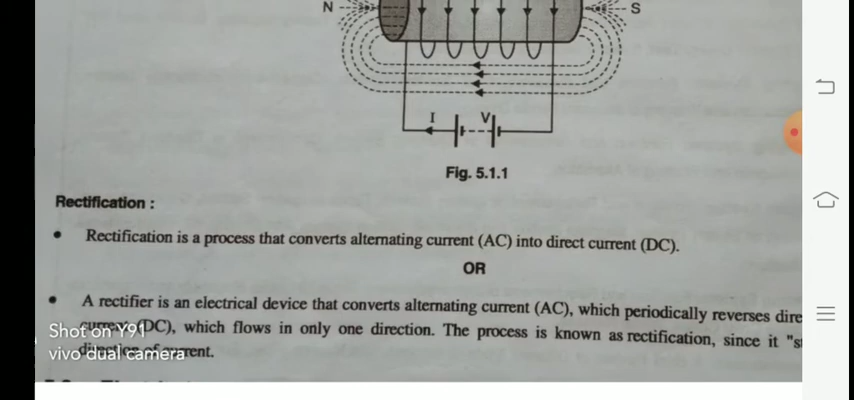 N
S
I
V
Fig. 5.1.1
Rectification :
• Rectification is a process that converts alternating current (AC) into direct current (DC).
OR
• A rectifier is an electrical device that converts alternating current (AC), which periodically reverses dire
(DC), which flows in only one direction. The process is known as rectification, since it "s
of current.
Shot on Y91
vivo dual camera